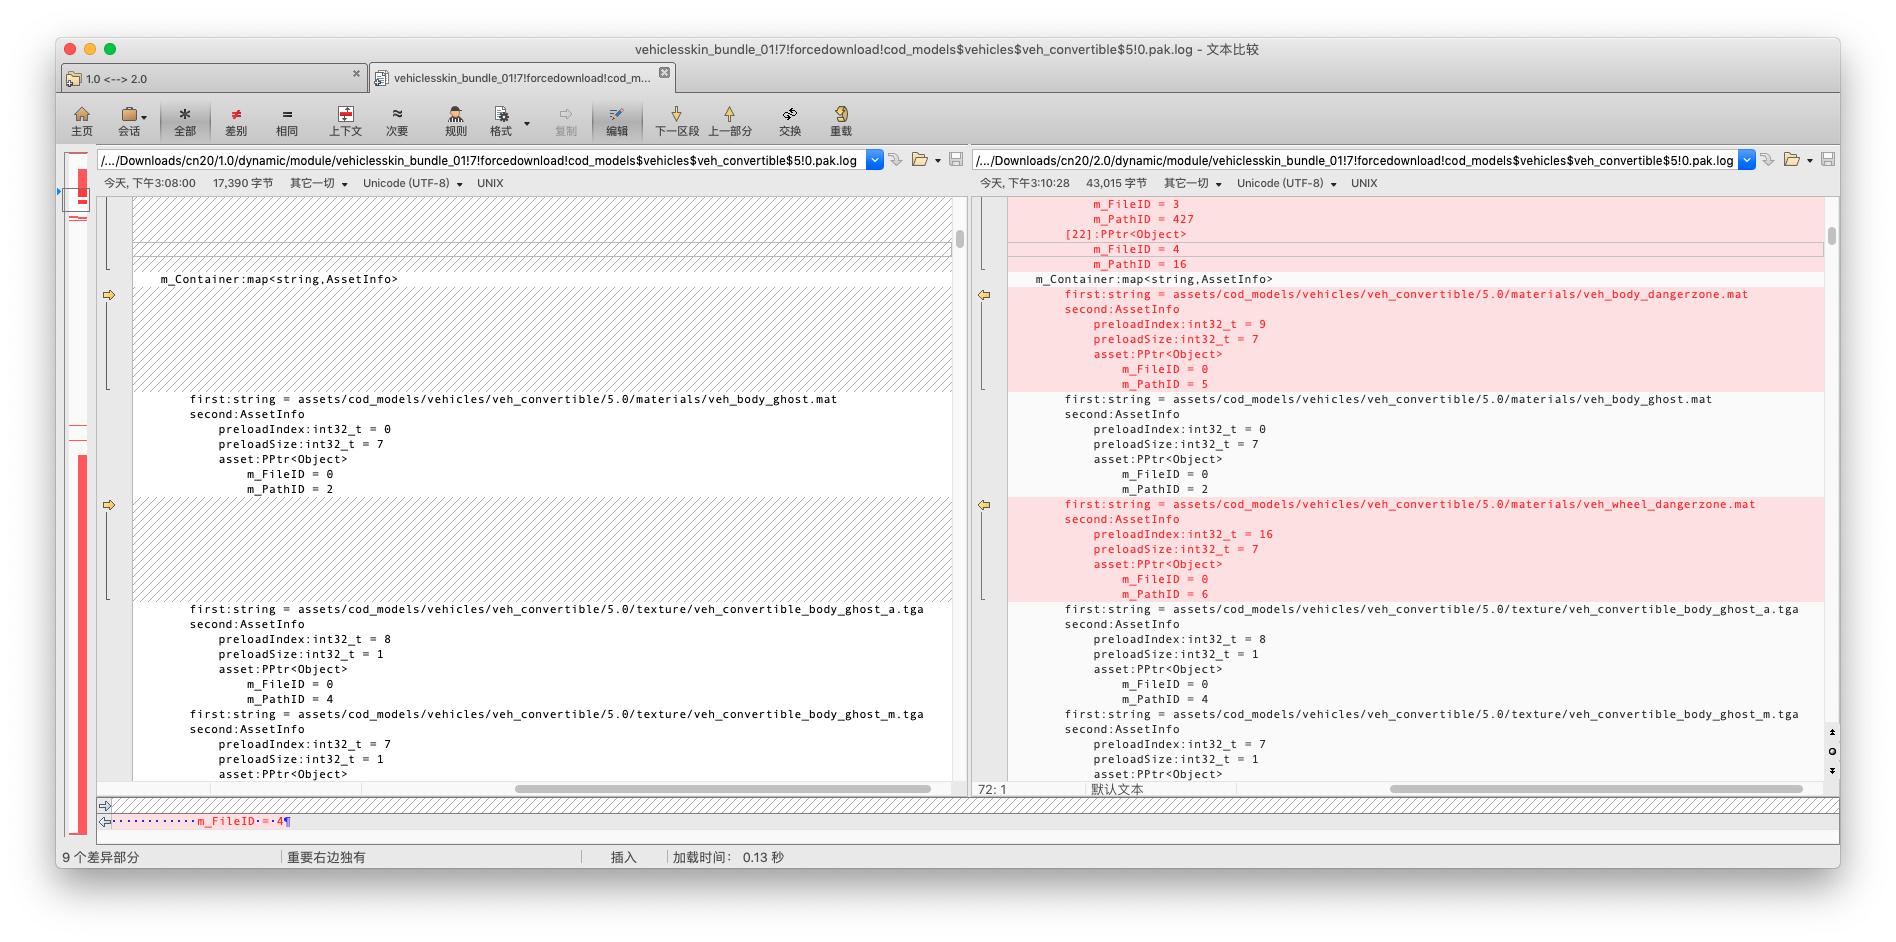 vehiclesskin_bundle_01!7!forcedownload!cod_models$vehicles$veh_convertible$5!0.pak.log - 文本比较
1.0 <--> 2.0
vehiclesskin_bundle_01!7!forcedownload!cod_m...
主页
会话
全部
差别
相同
上下文
次要
规则
格式
复制
编辑
下一区段
上一部分
交换
重载
/.../Downloads/cn20/1.0/dynamic/module/vehiclesskin_bundle_01!7!forcedownload!cod_models$vehicles$veh_convertible$5!0.pak.log
今天, 下午3:08:00 17,390 字节 其它一切 Unicode (UTF-8) UNIX
m_Container:map<string,AssetInfo>
first:string = assets/cod_models/vehicles/veh_convertible/5.0/materials/veh_body_ghost.mat
second:AssetInfo
preloadIndex:int32_t = 0
preloadSize:int32_t = 7
asset:PPtr<Object>
m_FileID = 0
m_PathID = 2
first:string = assets/cod_models/vehicles/veh_convertible/5.0/texture/veh_convertible_body_ghost_a.tga
second:AssetInfo
preloadIndex:int32_t = 8
preloadSize:int32_t = 1
asset:PPtr<Object>
m_FileID = 0
m_PathID = 4
first:string = assets/cod_models/vehicles/veh_convertible/5.0/texture/veh_convertible_body_ghost_m.tga
second:AssetInfo
preloadIndex:int32_t = 7
preloadSize:int32_t = 1
asset:PPtr<Object>
/.../Downloads/cn20/2.0/dynamic/module/vehiclesskin_bundle_01!7!forcedownload!cod_models$vehicles$veh_convertible$5!0.pak.log
今天, 下午3:10:28 43,015 字节 其它一切 Unicode (UTF-8) UNIX
m_FileID = 3
m_PathID = 427
[22]:PPtr<Object>
m_FileID = 4
m_PathID = 16
m_Container:map<string,AssetInfo>
first:string = assets/cod_models/vehicles/veh_convertible/5.0/materials/veh_body_dangerzone.mat
second:AssetInfo
preloadIndex:int32_t = 9
preloadSize:int32_t = 7
asset:PPtr<Object>
m_FileID = 0
m_PathID = 5
first:string = assets/cod_models/vehicles/veh_convertible/5.0/materials/veh_body_ghost.mat
second:AssetInfo
preloadIndex:int32_t = 0
preloadSize:int32_t = 7
asset:PPtr<Object>
m_FileID = 0
m_PathID = 2
first:string = assets/cod_models/vehicles/veh_convertible/5.0/materials/veh_wheel_dangerzone.mat
second:AssetInfo
preloadIndex:int32_t = 16
preloadSize:int32_t = 7
asset:PPtr<Object>
m_FileID = 0
m_PathID = 6
first:string = assets/cod_models/vehicles/veh_convertible/5.0/texture/veh_convertible_body_ghost_a.tga
second:AssetInfo
preloadIndex:int32_t = 8
preloadSize:int32_t = 1
asset:PPtr<Object>
m_FileID = 0
m_PathID = 4
first:string = assets/cod_models/vehicles/veh_convertible/5.0/texture/veh_convertible_body_ghost_m.tga
second:AssetInfo
preloadIndex:int32_t = 7
preloadSize:int32_t = 1
asset:PPtr<Object>
72: 1 默认文本
············m_FileID·=·4¶
9 个差异部分 重要右边独有 插入 加载时间: 0.13 秒